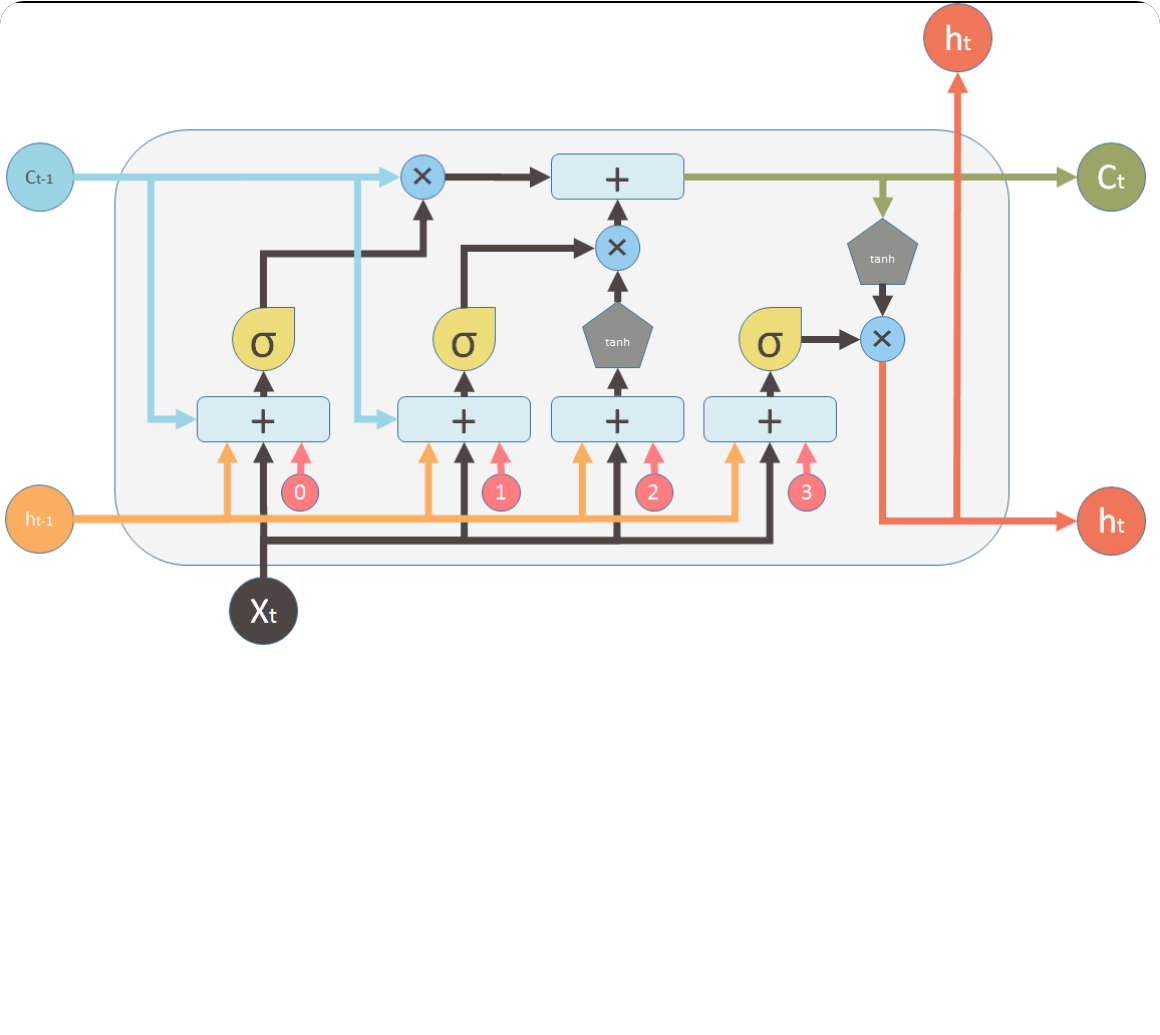 ht
Ct-1
×
+
Ct
×
tanh
σ
σ
tanh
σ
×
+
+
+
+
0
1
2
3
ht-1
ht
Xt